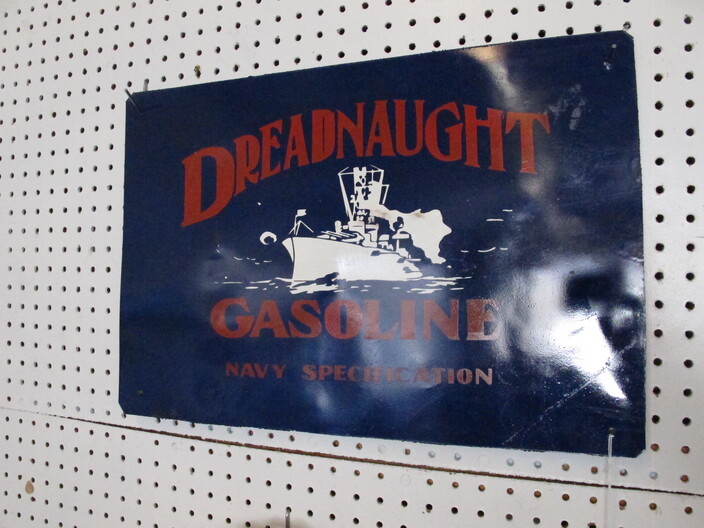 DREADNAUGHT
GASOLINE
NAVY SPECIFICATION